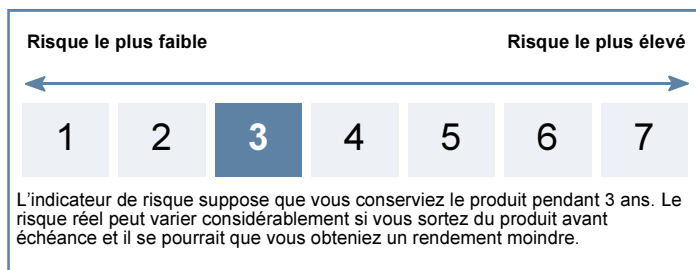 Risque le plus faible Risque le plus élevé
1 2 3 4 5 6 7
L'indicateur de risque suppose que vous conserviez le produit pendant 3 ans. Le
risque réel peut varier considérablement si vous sortez du produit avant
échéance et il se pourrait que vous obteniez un rendement moindre.